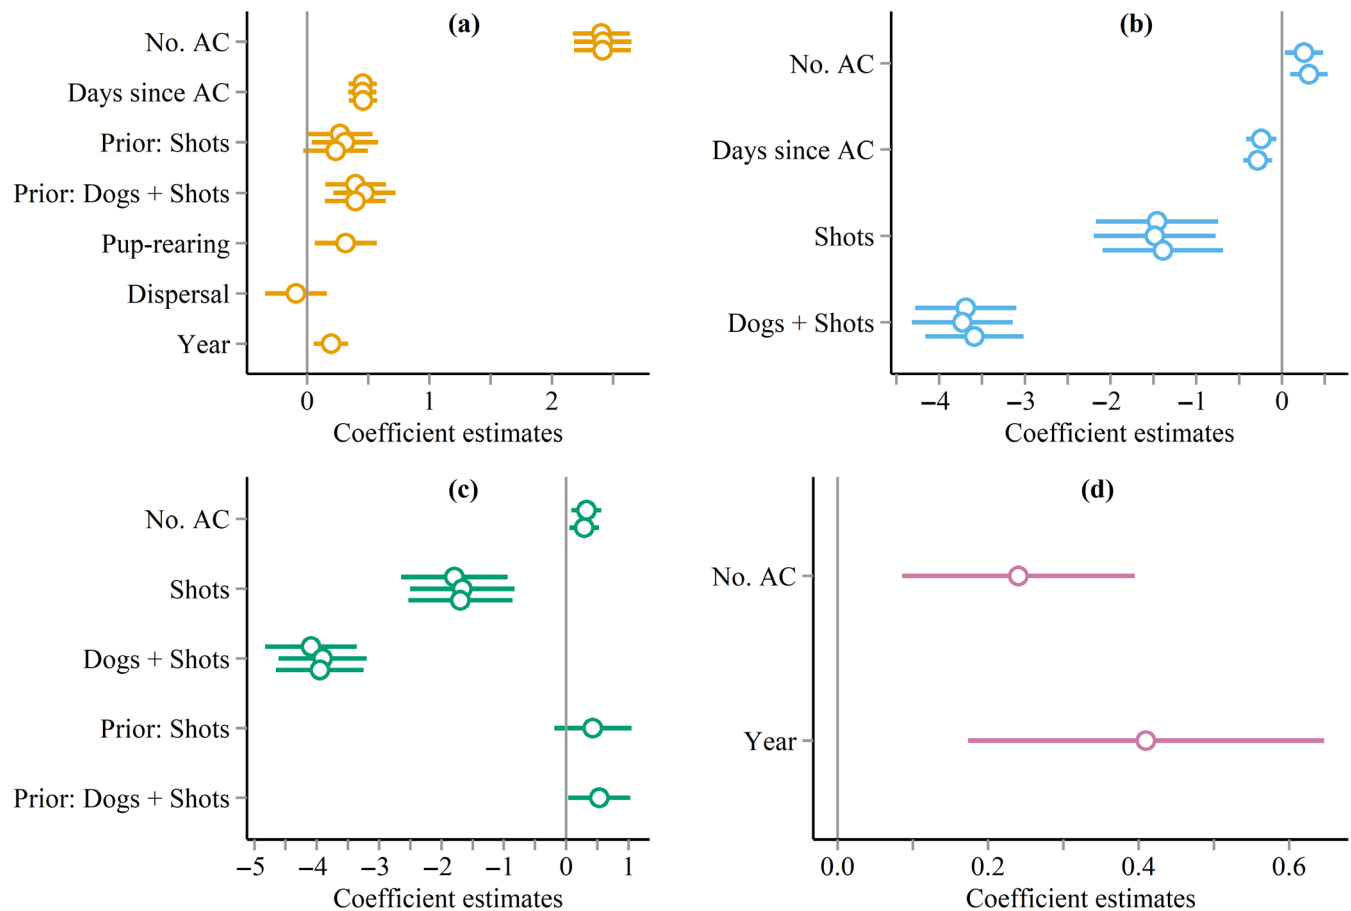 (a)
No. AC
Days since AC
Prior: Shots
Prior: Dogs + Shots
Pup-rearing
Dispersal
Year
0 1 2
Coefficient estimates
(b)
No. AC
Days since AC
Shots
Dogs + Shots
−4 −3 −2 −1 0
Coefficient estimates
(c)
No. AC
Shots
Dogs + Shots
Prior: Shots
Prior: Dogs + Shots
−5 −4 −3 −2 −1 0 1
Coefficient estimates
(d)
No. AC
Year
0.0 0.2 0.4 0.6
Coefficient estimates